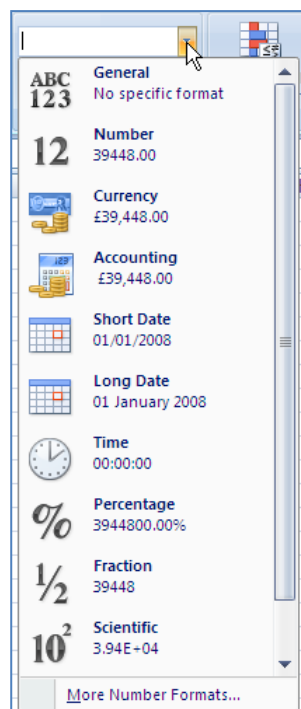 ABC
123
General
No specific format
12
Number
39448.00
Currency
£39,448.00
123
Accounting
£39,448.00
Short Date
01/01/2008
Long Date
01 January 2008
Time
00:00:00
%
Percentage
3944800.00%
1/2
Fraction
39448
10²
Scientific
3.94E+04
More Number Formats...